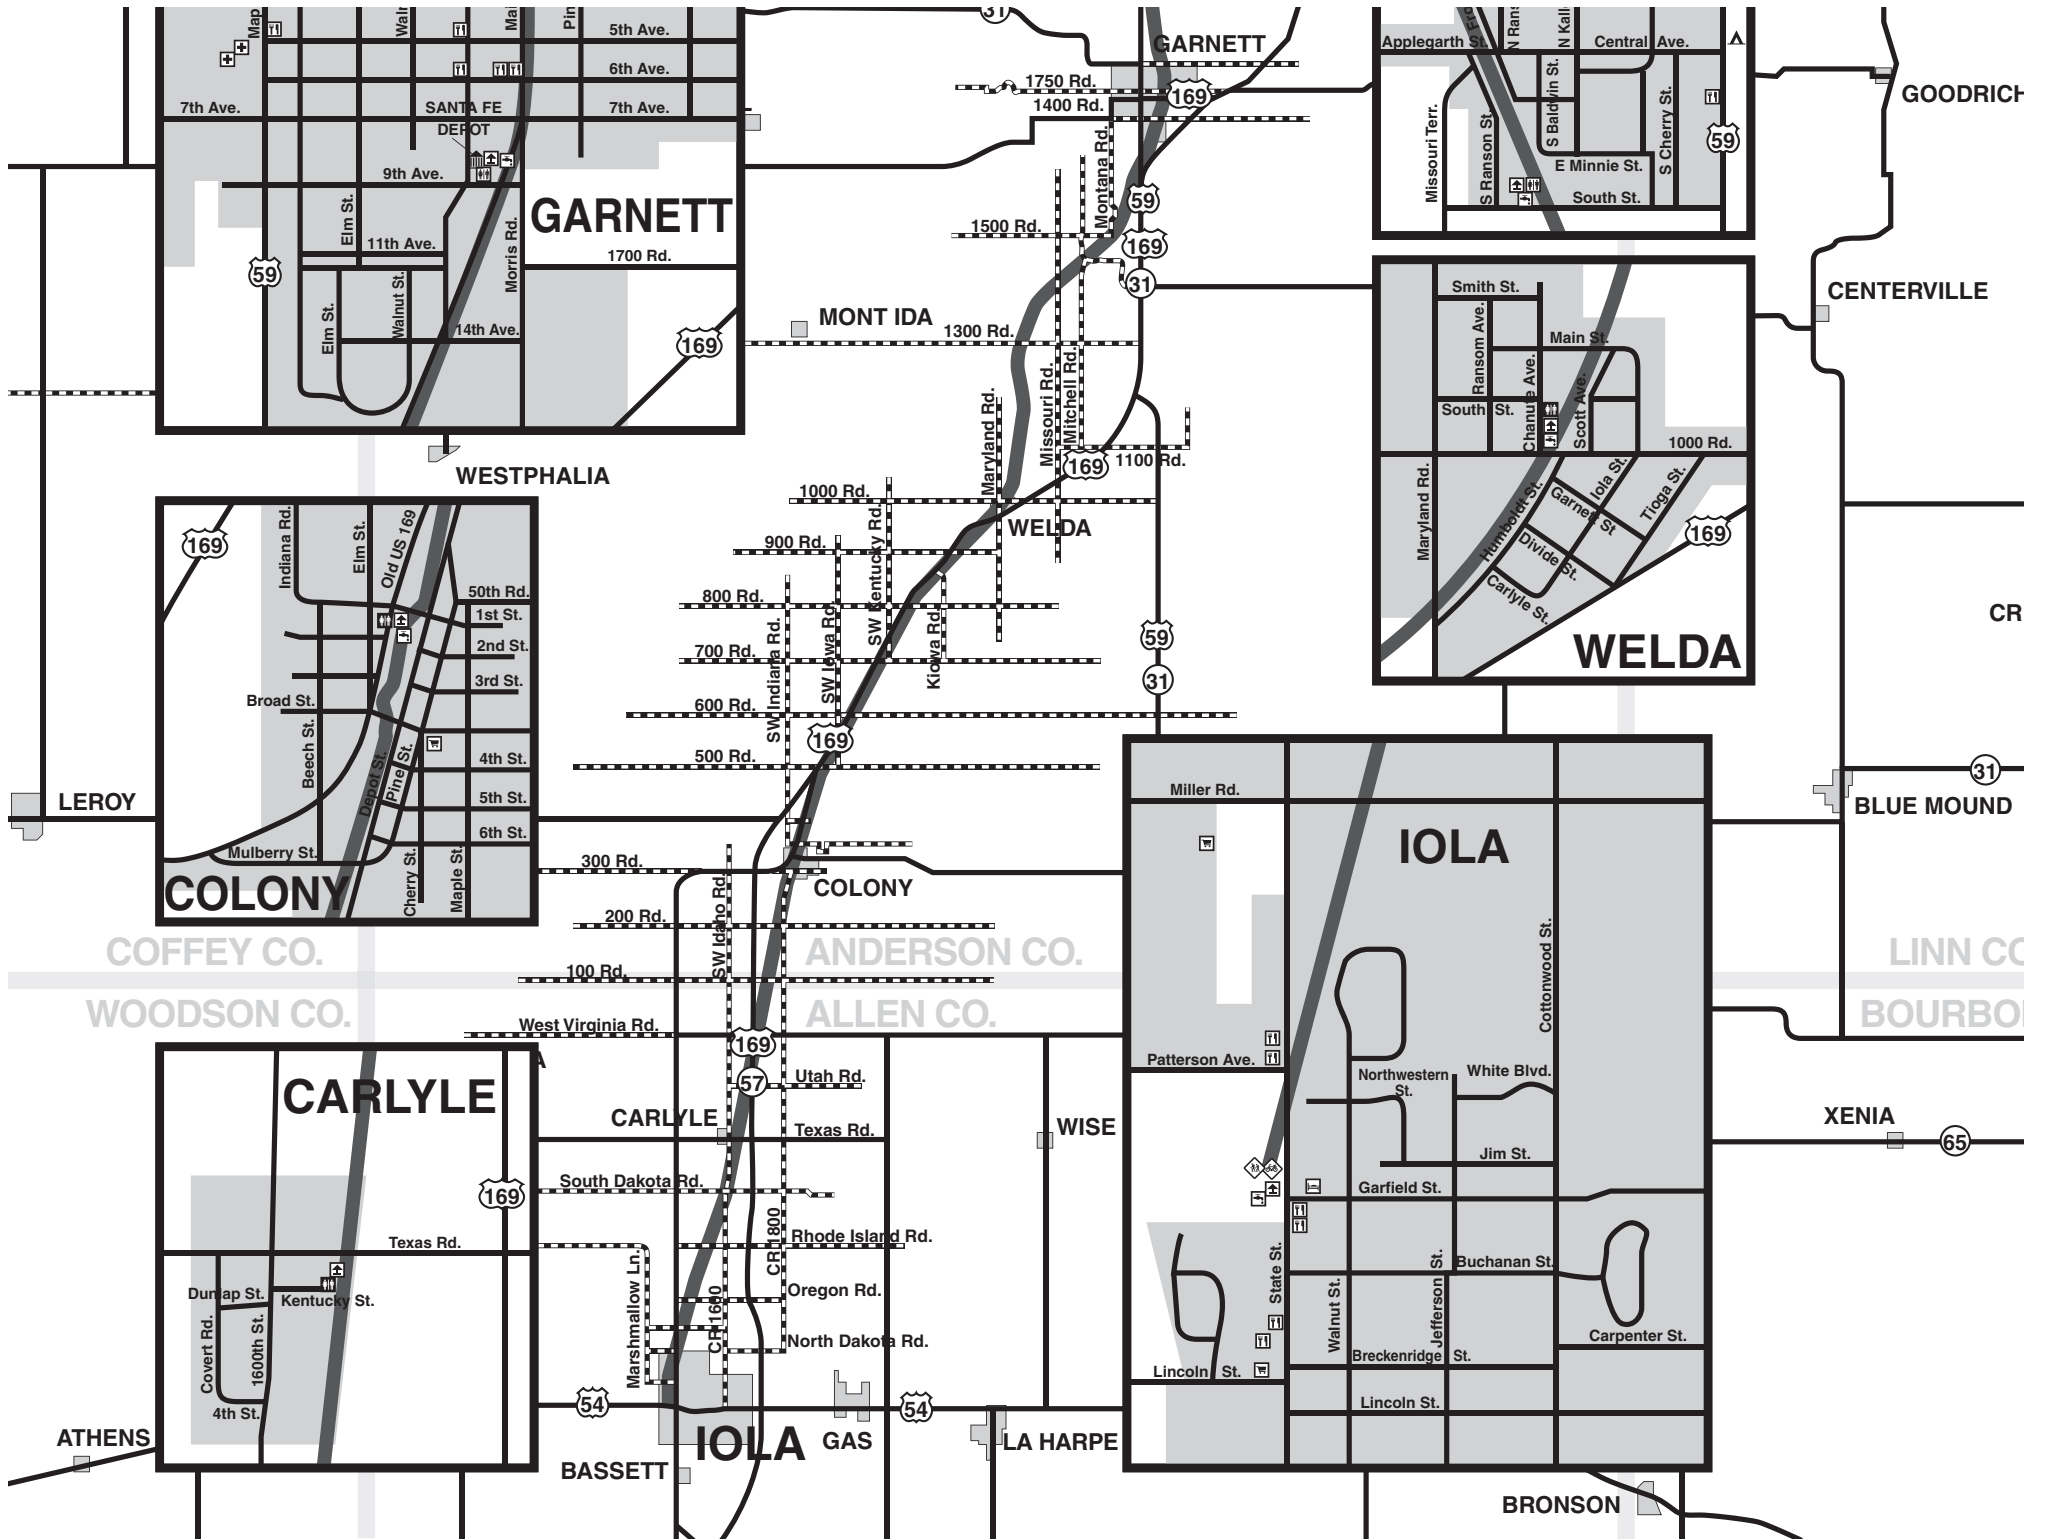 31
GARNETT
1750 Rd.
169
1400 Rd.
Montana Rd.
59
1500 Rd.
169
31
MONT IDA
1300 Rd.
Missouri Rd.
Mitchell Rd.
Maryland Rd.
169
1100 Rd.
1000 Rd.
WELDA
SW Kentucky Rd.
900 Rd.
800 Rd.
SW Iowa Rd.
Kiowa Rd.
SW Indiana Rd.
700 Rd.
59
31
600 Rd.
169
500 Rd.
300 Rd.
COLONY
SW Idaho Rd.
200 Rd.
100 Rd.
COFFEY CO.
ANDERSON CO.
LINN CO
WOODSON CO.
ALLEN CO.
BOURBO
West Virginia Rd.
169
57
Utah Rd.
CARLYLE
Texas Rd.
WISE
South Dakota Rd.
CR 1800
Rhode Island Rd.
Marshmallow Ln.
CR 1600
Oregon Rd.
North Dakota Rd.
54
IOLA
GAS
54
LA HARPE
BASSETT
ATHENS
BRONSON
XENIA
65
BLUE MOUND
31
CR
CENTERVILLE
GOODRICH
WESTPHALIA
LEROY
A
Map
Wal
Mai
Pin
5th Ave.
6th Ave.
7th Ave.
7th Ave.
SANTA FE
DEPOT
9th Ave.
GARNETT
Elm St.
11th Ave.
Morris Rd.
1700 Rd.
59
Elm St.
Walnut St.
14th Ave.
169
Applegarth St.
Fro
N Rans
N Kall
Central Ave.
Missouri Terr.
S Ranson St.
S Baldwin St.
S Cherry St.
59
E Minnie St.
South St.
Smith St.
Ransom Ave.
Main St.
Chanute Ave.
Scott Ave.
South St.
1000 Rd.
Maryland Rd.
Humboldt St.
Iola St.
Garnett St
Tioga St.
169
Divide St.
Carlyle St.
WELDA
169
Indiana Rd.
Elm St.
Old US 169
50th Rd.
1st St.
2nd St.
3rd St.
Broad St.
Beech St.
Depot St.
Pine St.
4th St.
5th St.
6th St.
Mulberry St.
Cherry St.
Maple St.
COLONY
CARLYLE
169
Texas Rd.
Dunlap St.
Kentucky St.
Covert Rd.
1600th St.
4th St.
Miller Rd.
IOLA
Cottonwood St.
Patterson Ave.
Northwestern
St.
White Blvd.
Jim St.
Garfield St.
State St.
Walnut St.
Jefferson St.
Buchanan St.
Carpenter St.
Breckenridge St.
Lincoln St.
Lincoln St.